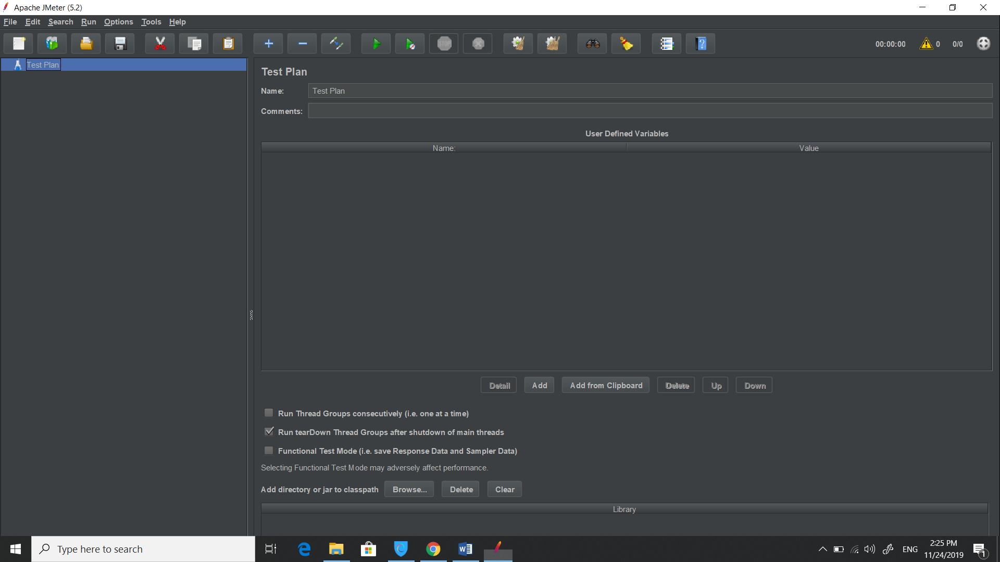 Apache JMeter (5.2)
File Edit Search Run Options Tools Help
STOP
00:00:00 0 0/0
Test Plan
Test Plan
Name: Test Plan
Comments:
User Defined Variables
Name: Value
Detail Add Add from Clipboard Delete Up Down
Run Thread Groups consecutively (i.e. one at a time)
Run tearDown Thread Groups after shutdown of main threads
Functional Test Mode (i.e. save Response Data and Sampler Data)
Selecting Functional Test Mode may adversely affect performance.
Add directory or jar to classpath Browse... Delete Clear
Library
Type here to search
ENG
2:25 PM
11/24/2019
1